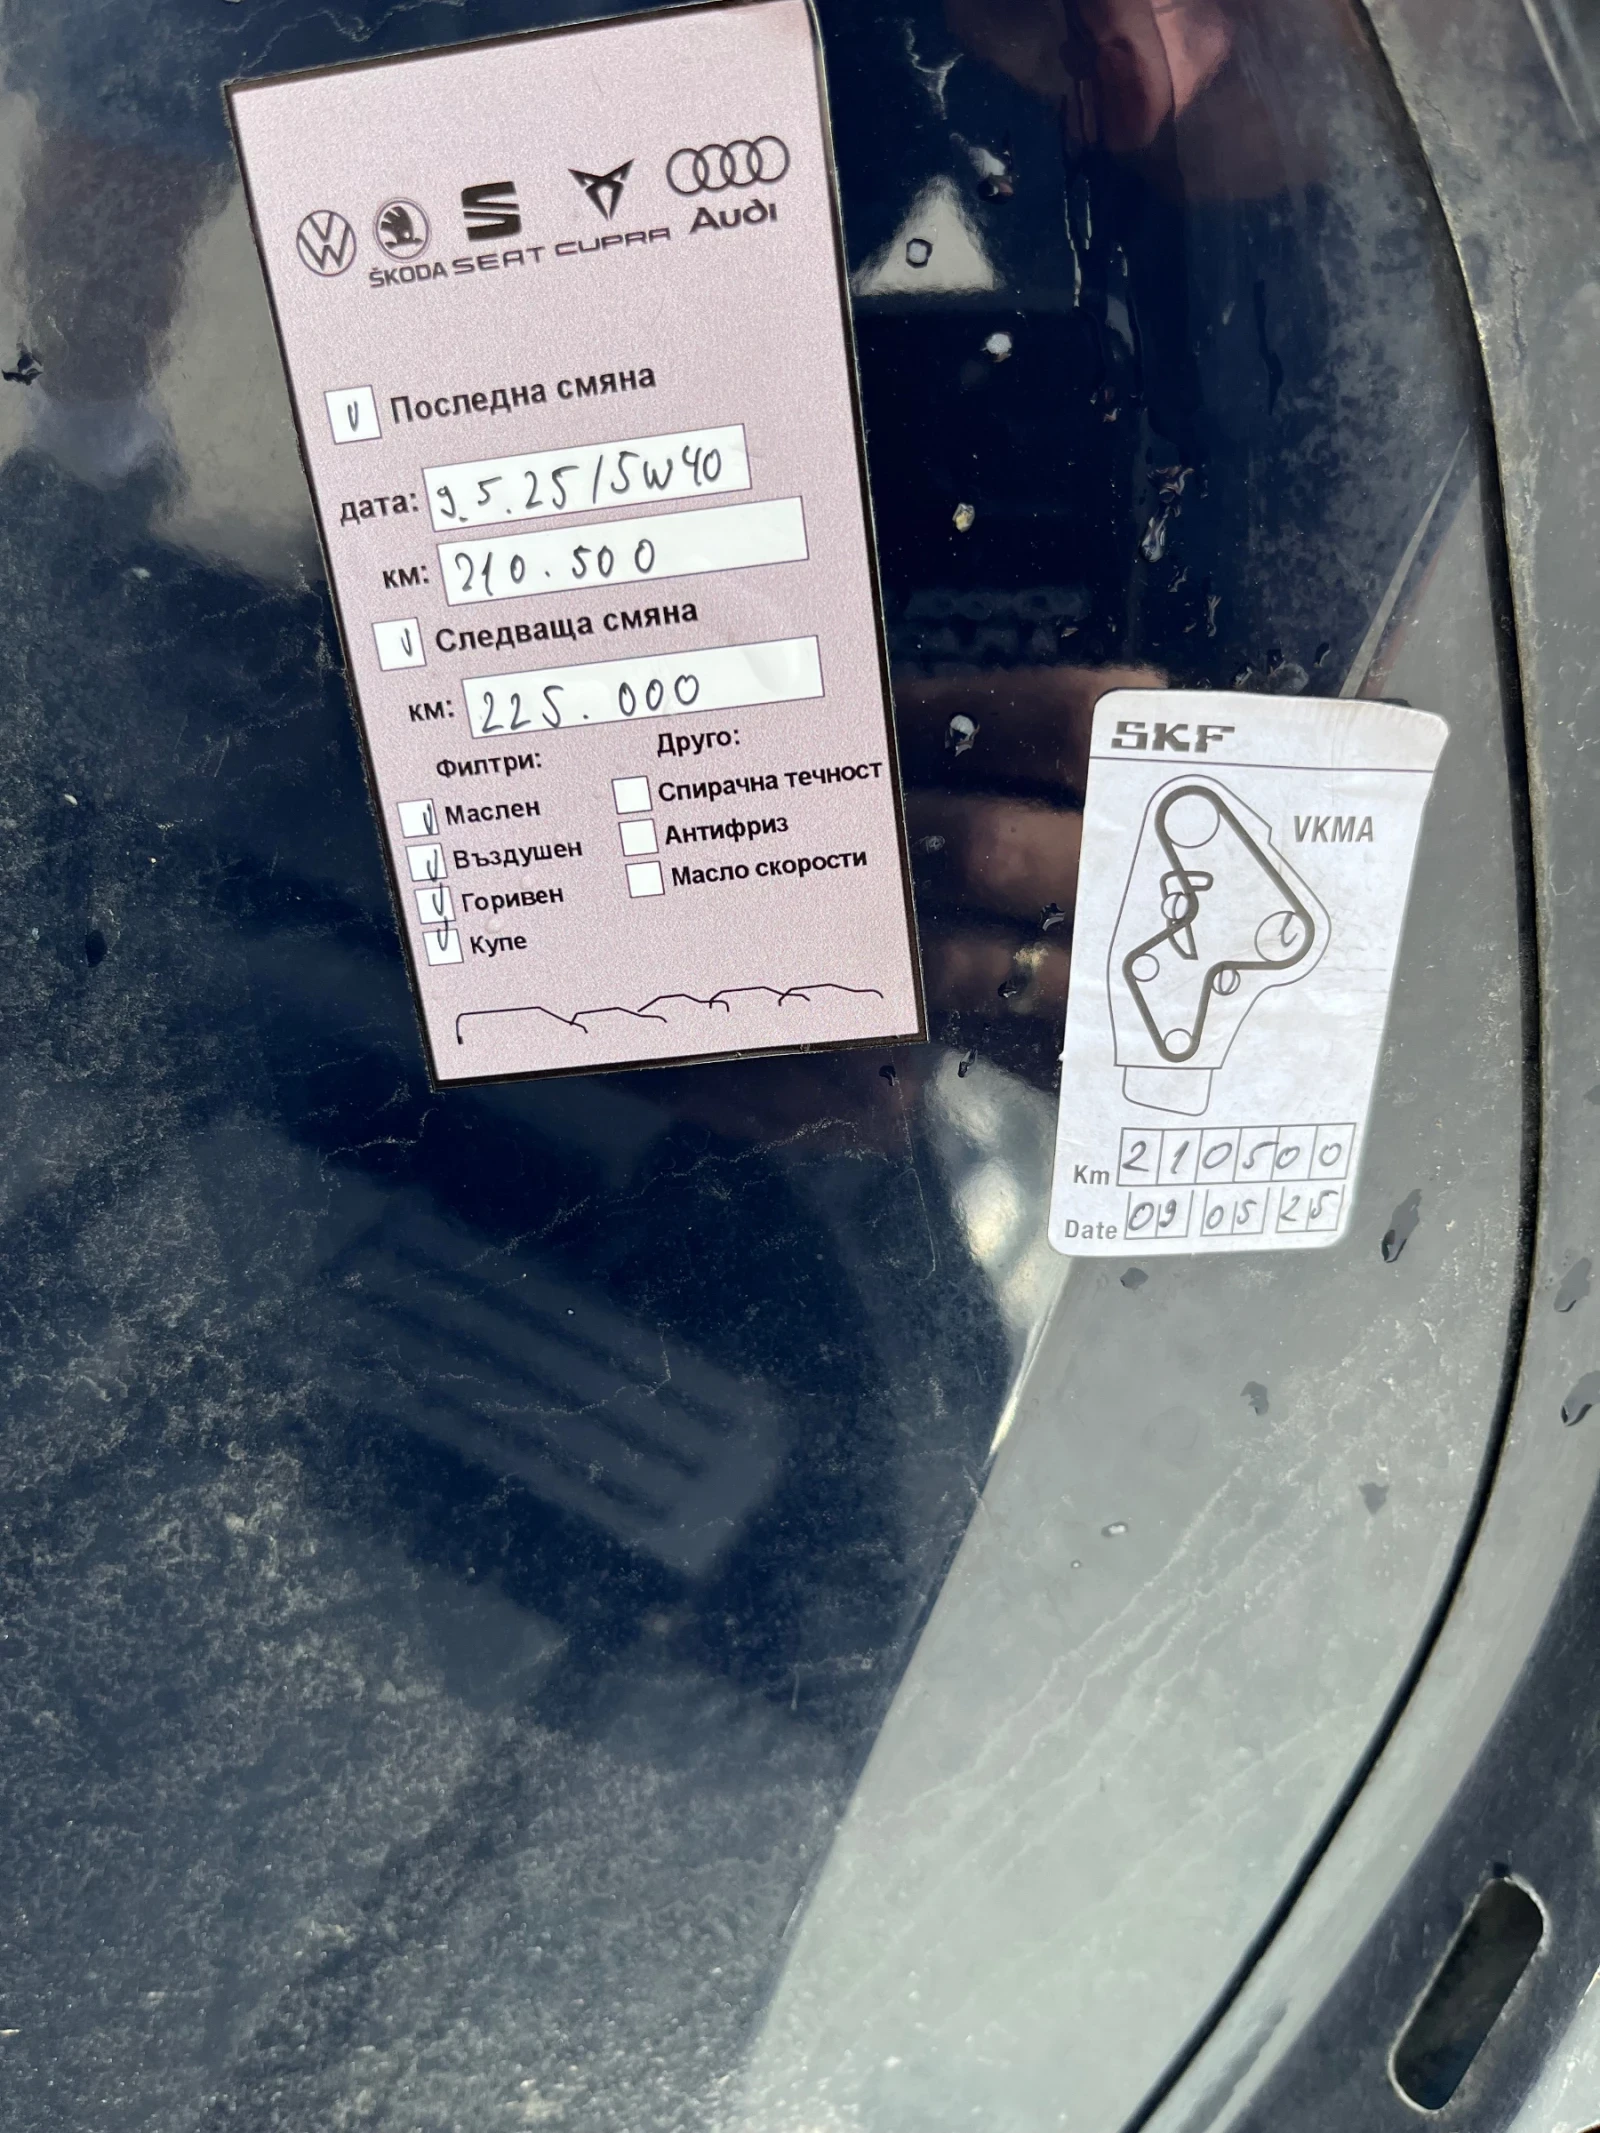 ŠKODA SEAT CUPRA Audi
Последна смяна
дата: 9.5.25/5w40
км: 210.500
Следваща смяна
км: 225.000
Филтри:
Маслен
Въздушен
Горивен
Купе
Друго:
Спирачна течност
Антифриз
Масло скорости
SKF
VKMA
Km 210500
Date 09 05 25